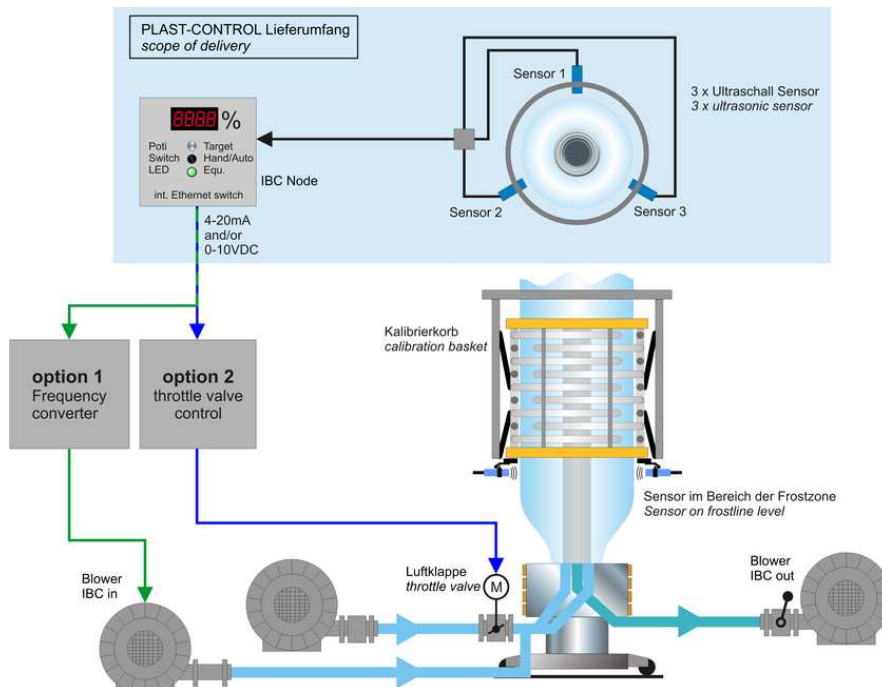 PLAST-CONTROL Lieferumfang
scope of delivery
Sensor 1
3 x Ultraschall Sensor
3 x ultrasonic sensor
8888 %
Poti Target
Switch Hand/Auto
LED Equ.
int. Ethernet switch
IBC Node
Sensor 2
Sensor 3
4-20mA
and/or
0-10VDC
Kalibrierkorb
calibration basket
option 1
Frequency
converter
option 2
throttle valve
control
Sensor im Bereich der Frostzone
Sensor on frostline level
Blower
IBC in
Luftklappe
throttle valve
M
Blower
IBC out